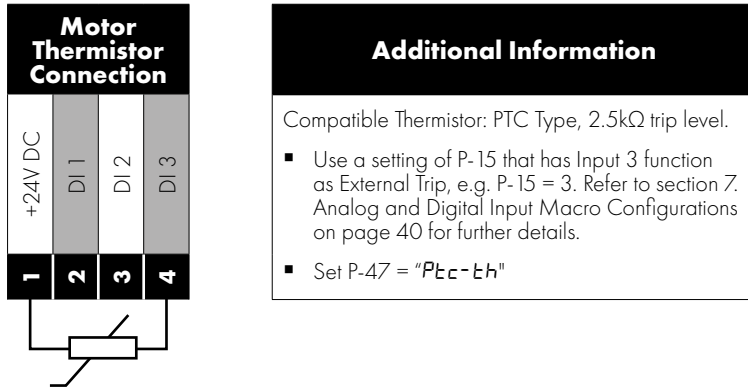 Motor
Thermistor
Connection
+24V DC
DI 1
DI 2
DI 3
1
2
3
4
Additional Information
Compatible Thermistor: PTC Type, 2.5kΩ trip level.
▪ Use a setting of P-15 that has Input 3 function
as External Trip, e.g. P-15 = 3. Refer to section 7.
Analog and Digital Input Macro Configurations
on page 40 for further details.
▪ Set P-47 = “Ptc-th"